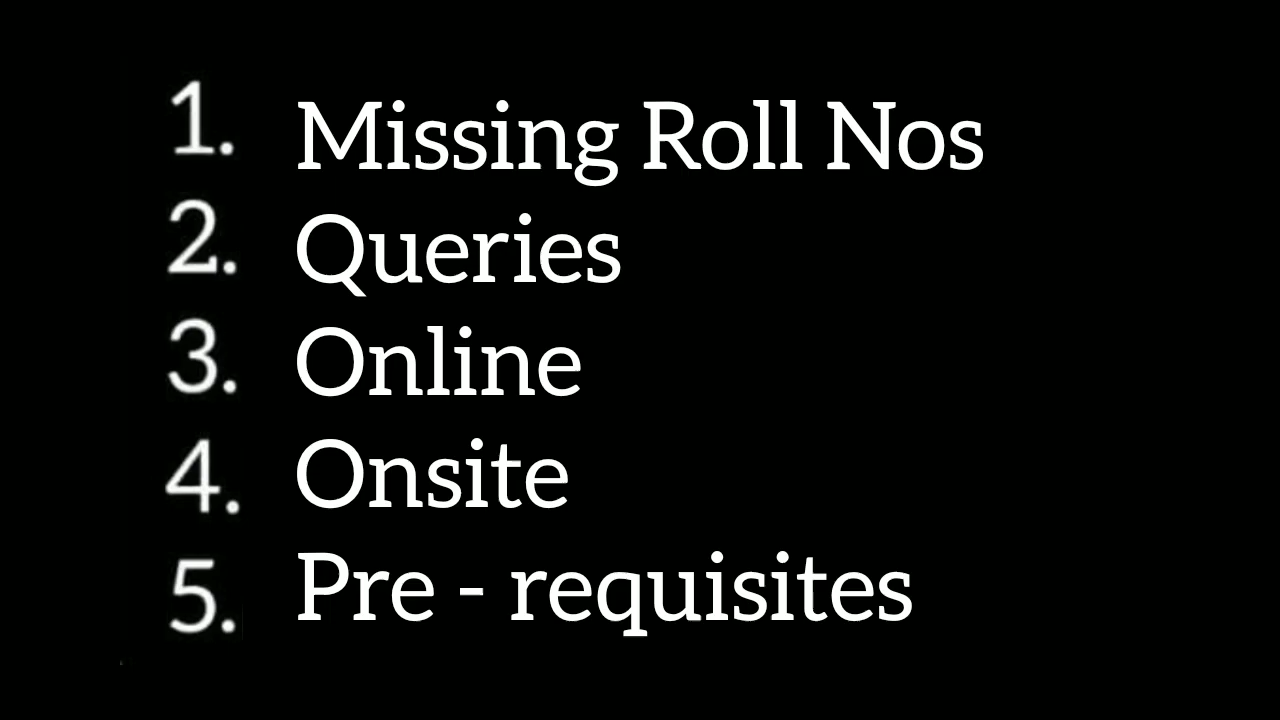 1. Missing Roll Nos
2. Queries
3. Online
4. Onsite
5. Pre - requisites